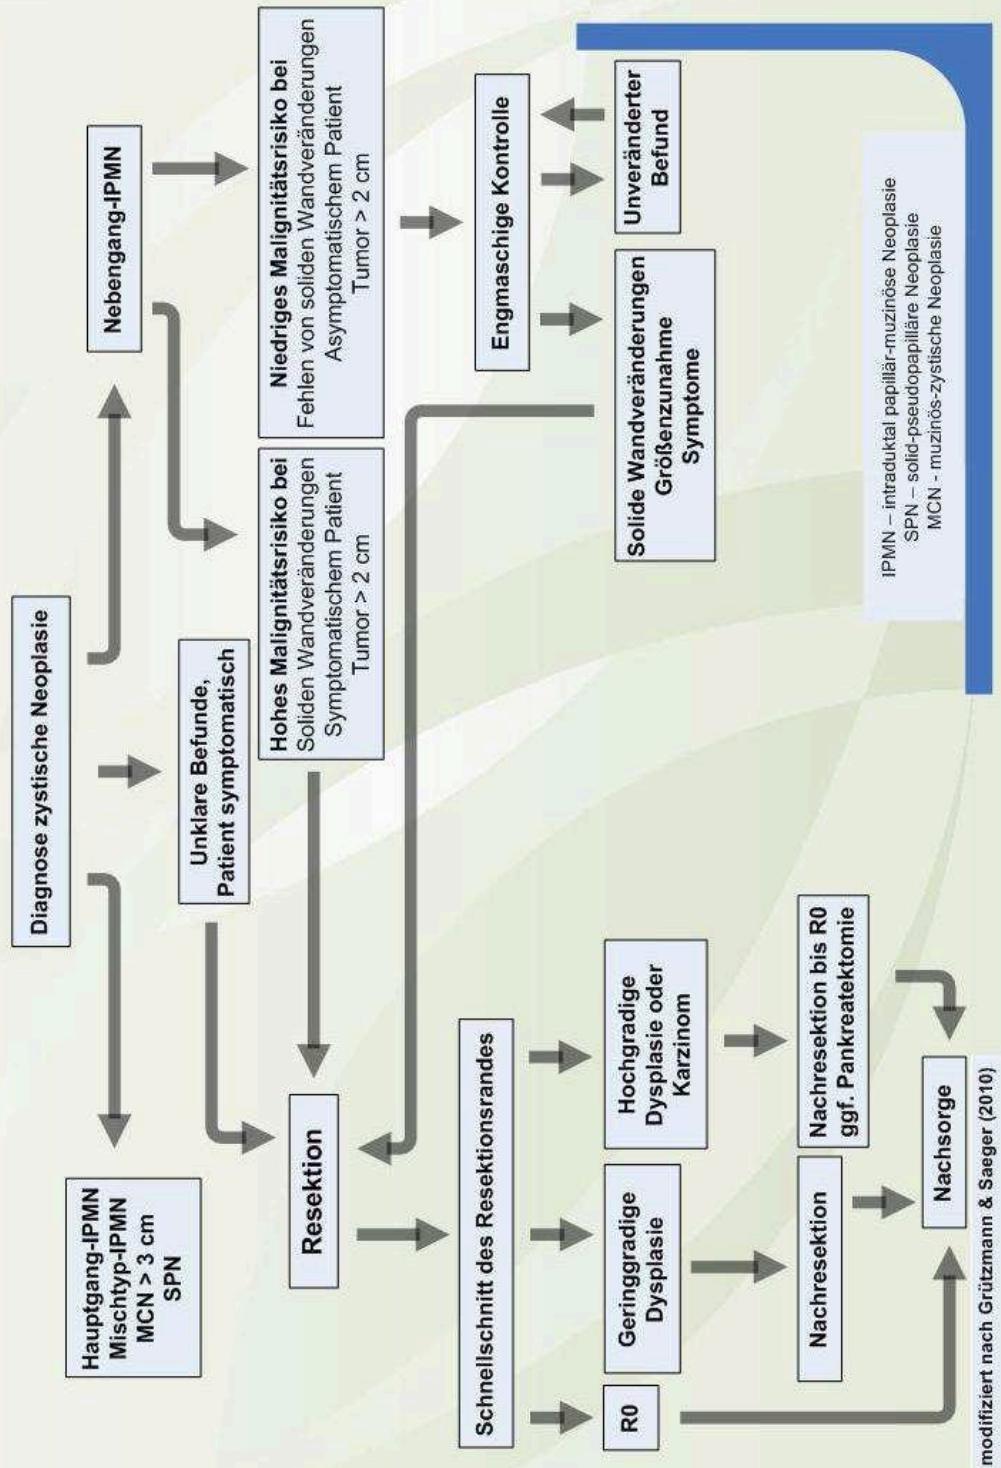 Diagnose zystische Neoplasie
Hauptgang-IPMN
Mischtyp-IPMN
MCN > 3 cm
SPN
Unklare Befunde,
Patient symptomatisch
Nebengang-IPMN
Resektion
Hohes Malignitätsrisiko bei
Soliden Wandveränderungen
Symptomatischem Patient
Tumor > 2 cm
Niedriges Malignitätsrisiko bei
Fehlen von soliden Wandveränderungen
Asymptomatischem Patient
Tumor > 2 cm
Schnellschnitt des Resektionsrandes
Engmaschige Kontrolle
R0
Geringgradige
Dysplasie
Hochgradige
Dysplasie oder
Karzinom
Solide Wandveränderungen
Größenzunahme
Symptome
Unveränderter
Befund
Nachresektion
Nachresektion bis R0
ggf. Pankreatektomie
Nachsorge
IPMN – intraduktal papillär-muzinöse Neoplasie
SPN – solid-pseudopapilläre Neoplasie
MCN - muzinös-zystische Neoplasie
modifiziert nach Grützmann & Saeger (2010)